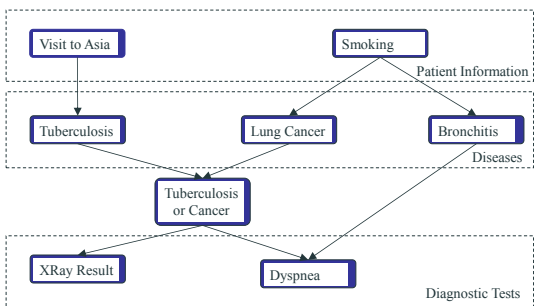 Visit to Asia
Smoking
Patient Information
Tuberculosis
Lung Cancer
Bronchitis
Diseases
Tuberculosis
or Cancer
XRay Result
Dyspnea
Diagnostic Tests